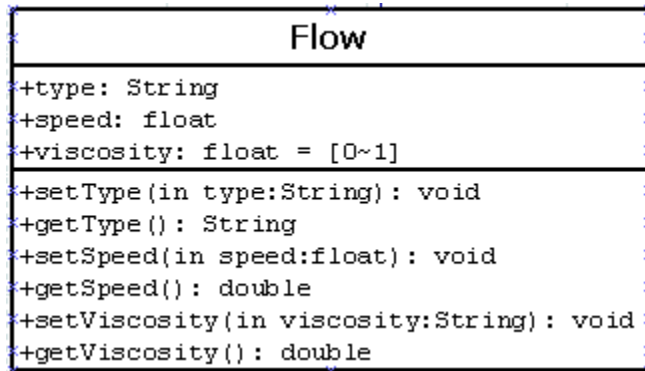 Flow
+type: String
+speed: float
+viscosity: float = [0~1]
+setType(in type:String): void
+getType(): String
+setSpeed(in speed:float): void
+getSpeed(): double
+setViscosity(in viscosity:String): void
+getViscosity(): double